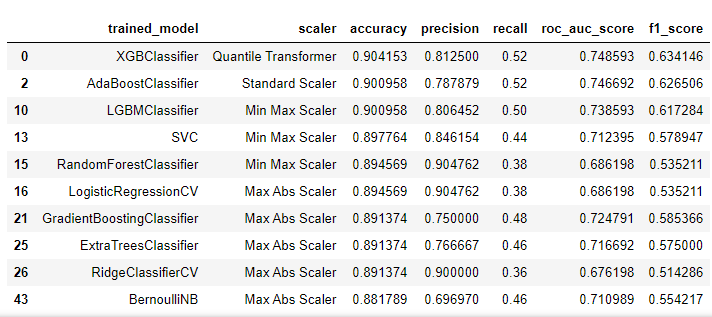 trained_model scaler accuracy precision recall roc_auc_score f1_score
0 XGBClassifier Quantile Transformer 0.904153 0.812500 0.52 0.748593 0.634146
2 AdaBoostClassifier Standard Scaler 0.900958 0.787879 0.52 0.746692 0.626506
10 LGBMClassifier Min Max Scaler 0.900958 0.806452 0.50 0.738593 0.617284
13 SVC Min Max Scaler 0.897764 0.846154 0.44 0.712395 0.578947
15 RandomForestClassifier Min Max Scaler 0.894569 0.904762 0.38 0.686198 0.535211
16 LogisticRegressionCV Max Abs Scaler 0.894569 0.904762 0.38 0.686198 0.535211
21 GradientBoostingClassifier Max Abs Scaler 0.891374 0.750000 0.48 0.724791 0.585366
25 ExtraTreesClassifier Max Abs Scaler 0.891374 0.766667 0.46 0.716692 0.575000
26 RidgeClassifierCV Max Abs Scaler 0.891374 0.900000 0.36 0.676198 0.514286
43 BernoulliNB Max Abs Scaler 0.881789 0.696970 0.46 0.710989 0.554217